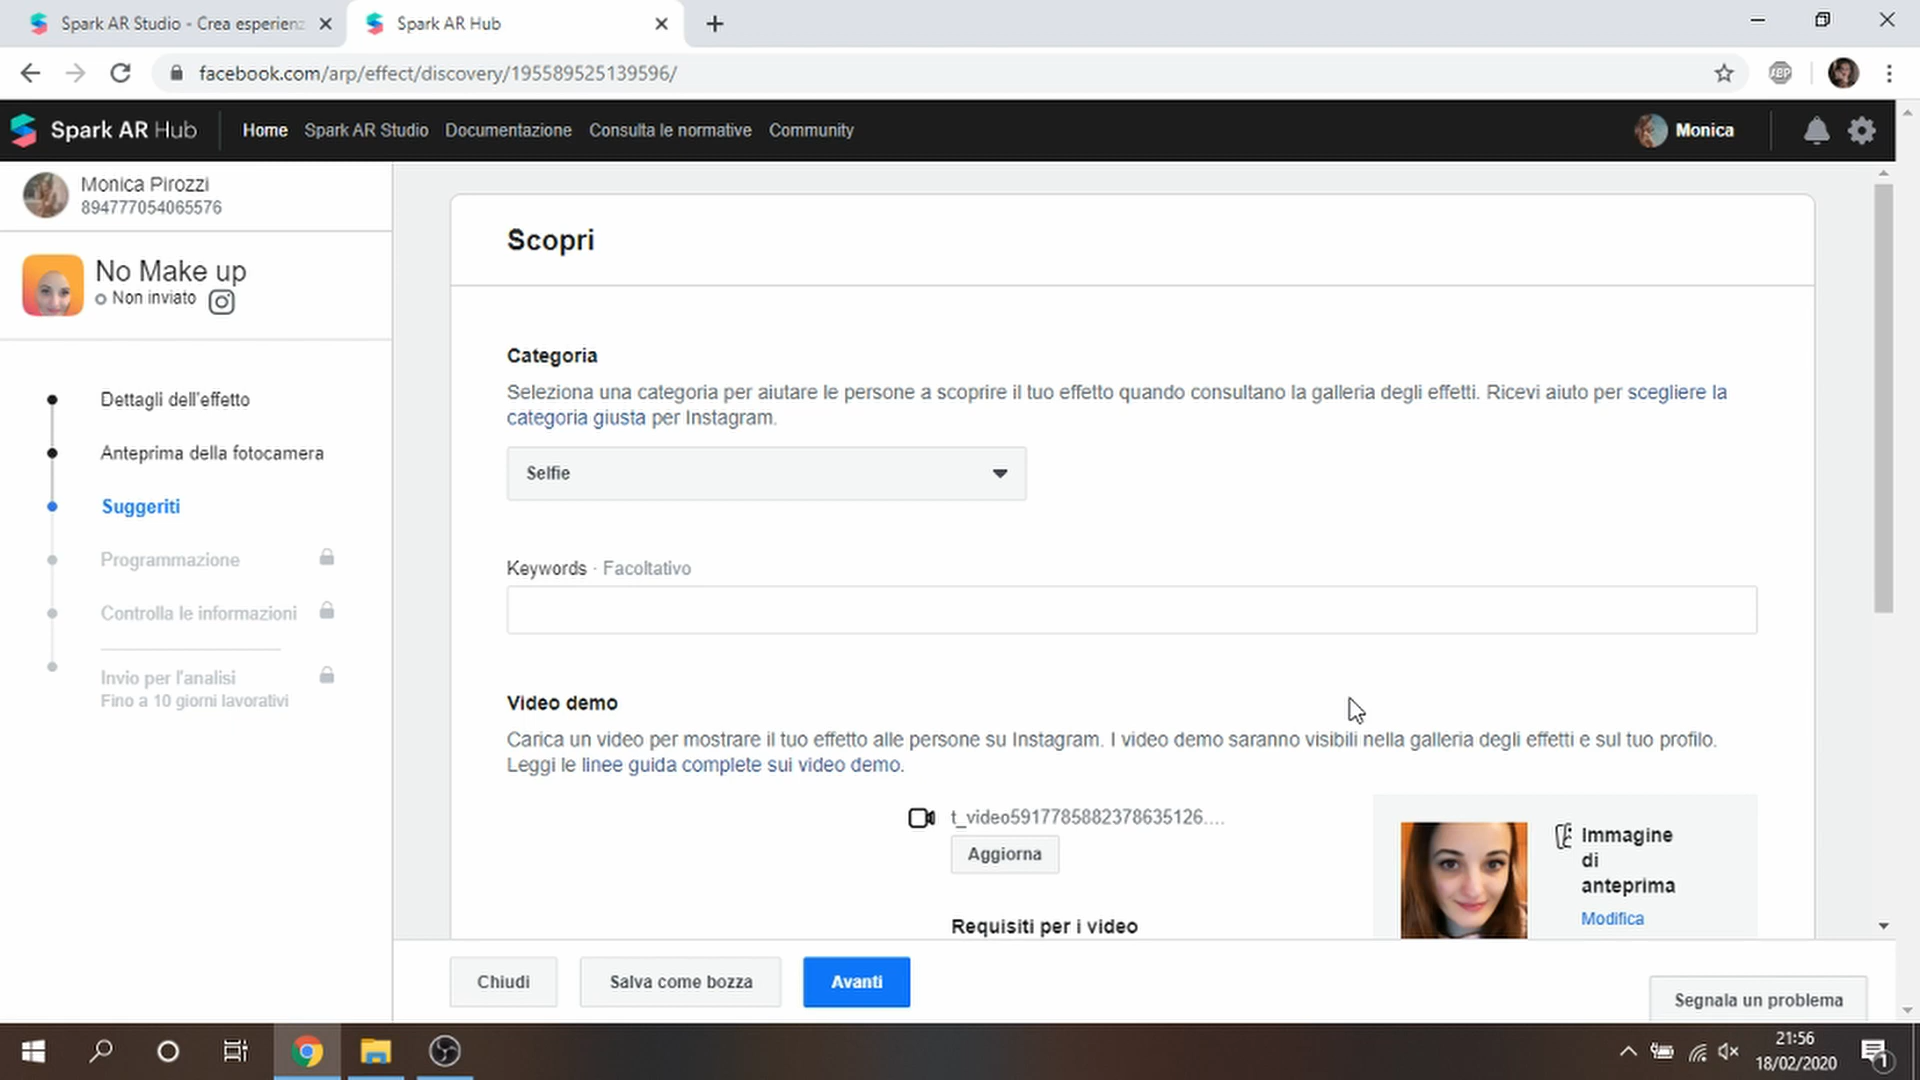 Spark AR Studio - Crea esperienz
Spark AR Hub
facebook.com/arp/effect/discovery/195589525139596/
ABP
Spark AR Hub
Home
Spark AR Studio
Documentazione
Consulta le normative
Community
Monica
Monica Pirozzi
894777054065576
No Make up
Non inviato
Dettagli dell'effetto
Anteprima della fotocamera
Suggeriti
Programmazione
Controlla le informazioni
Invio per l'analisi
Fino a 10 giorni lavorativi
Scopri
Categoria
Seleziona una categoria per aiutare le persone a scoprire il tuo effetto quando consultano la galleria degli effetti. Ricevi aiuto per scegliere la
categoria giusta per Instagram.
Selfie
Keywords · Facoltativo
Video demo
Carica un video per mostrare il tuo effetto alle persone su Instagram. I video demo saranno visibili nella galleria degli effetti e sul tuo profilo.
Leggi le linee guida complete sui video demo.
t_video5917785882378635126....
Aggiorna
Requisiti per i video
Immagine
di
anteprima
Modifica
Chiudi
Salva come bozza
Avanti
Segnala un problema
21:56
18/02/2020
1